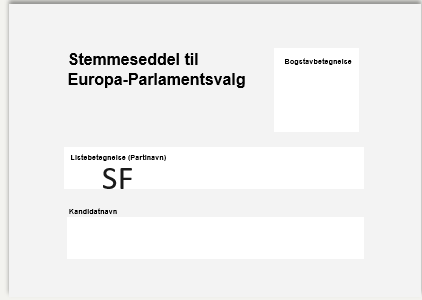 Stemmeseddel til
Europa-Parlamentsvalg
Bogstavbetegnelse
Listebetegnelse (Partinavn)
SF
Kandidatnavn